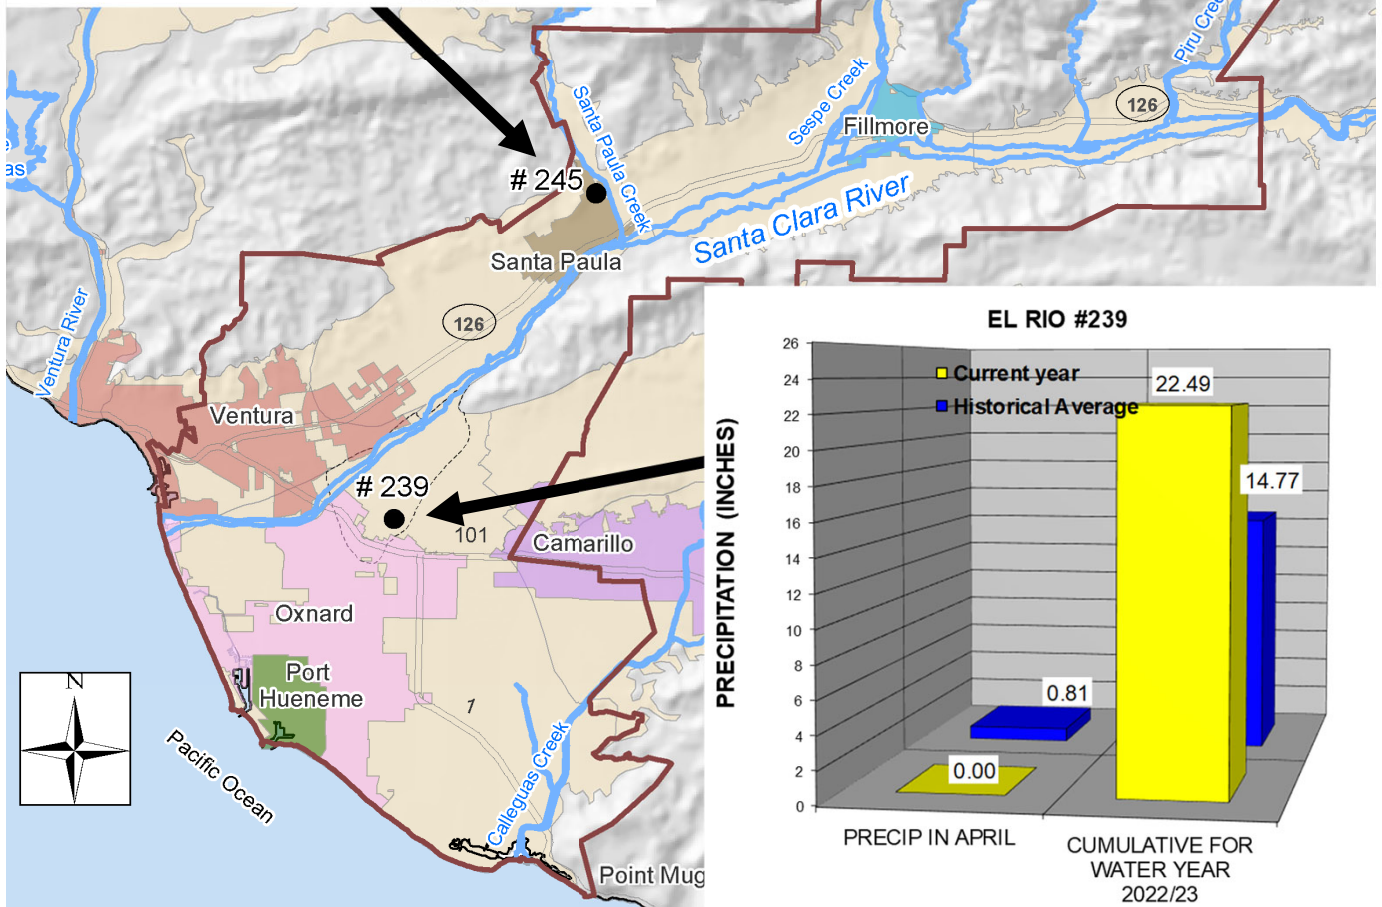 Santa Paula Creek
Sespe Creek
Piru Cree
126
Fillmore
as
# 245
Santa Clara River
Santa Paula
Ventura River
126
Ventura
# 239
101
Camarillo
Oxnard
Port
Hueneme
1
N
Pacific Ocean
Calleguas Creek
Point Mug
EL RIO #239
PRECIPITATION (INCHES)
26
24
22
20
18
16
14
12
10
8
6
4
2
0
Current year
Historical Average
22.49
14.77
0.81
0.00
PRECIP IN APRIL
CUMULATIVE FOR
WATER YEAR
2022/23